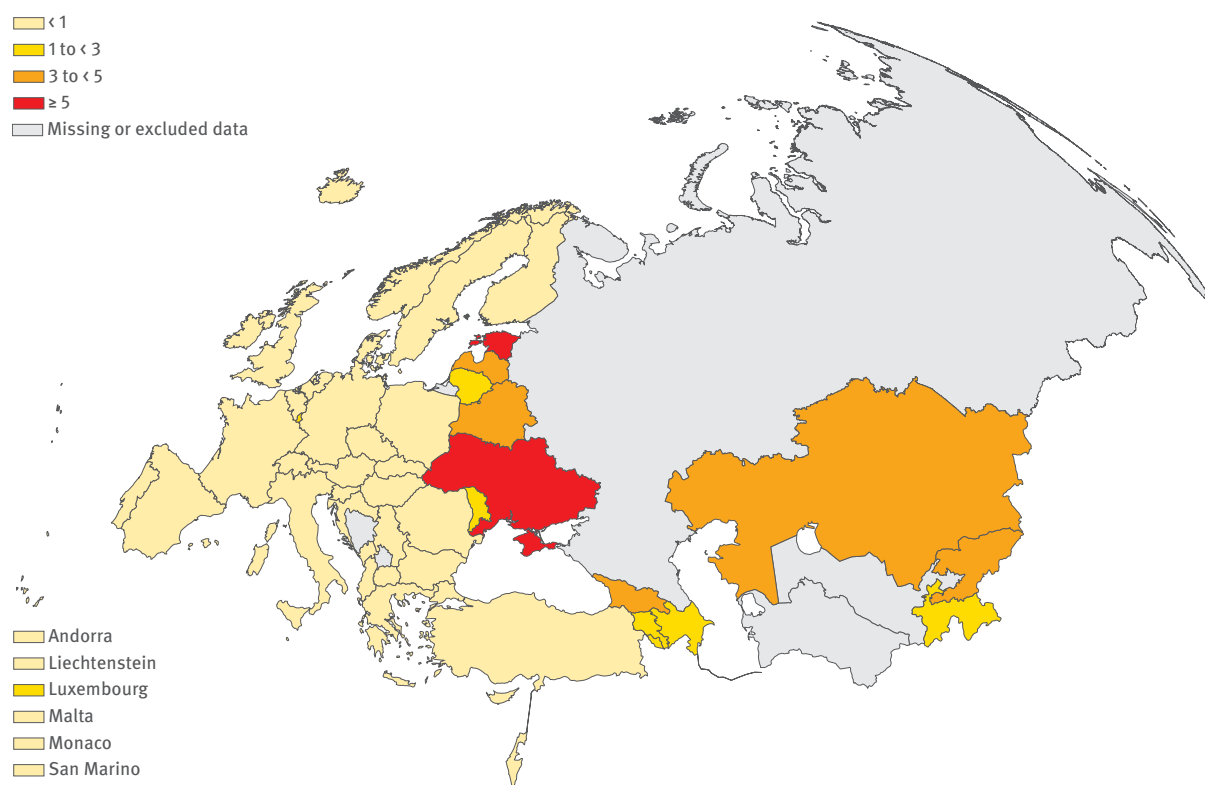 < 1
1 to < 3
3 to < 5
≥ 5
Missing or excluded data
Andorra
Liechtenstein
Luxembourg
Malta
Monaco
San Marino